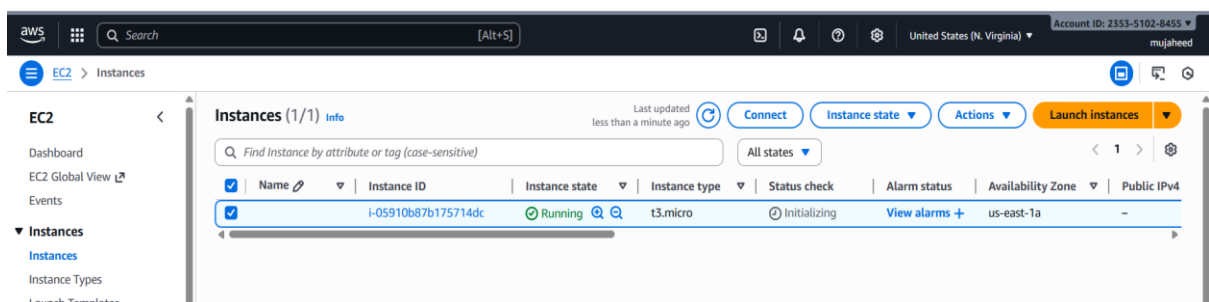 aws
Search [Alt+S]
United States (N. Virginia)
Account ID: 2353-5102-8455
mujaheed
EC2 > Instances
EC2
Dashboard
EC2 Global View
Events
Instances
Instances
Instance Types
Launch Templates
Instances (1/1) Info
Last updated
less than a minute ago
Connect
Instance state
Actions
Launch instances
Find Instance by attribute or tag (case-sensitive)
All states
1
Name Instance ID Instance state Instance type Status check Alarm status Availability Zone Public IPv4
i-05910b87b175714dc Running t3.micro Initializing View alarms + us-east-1a –